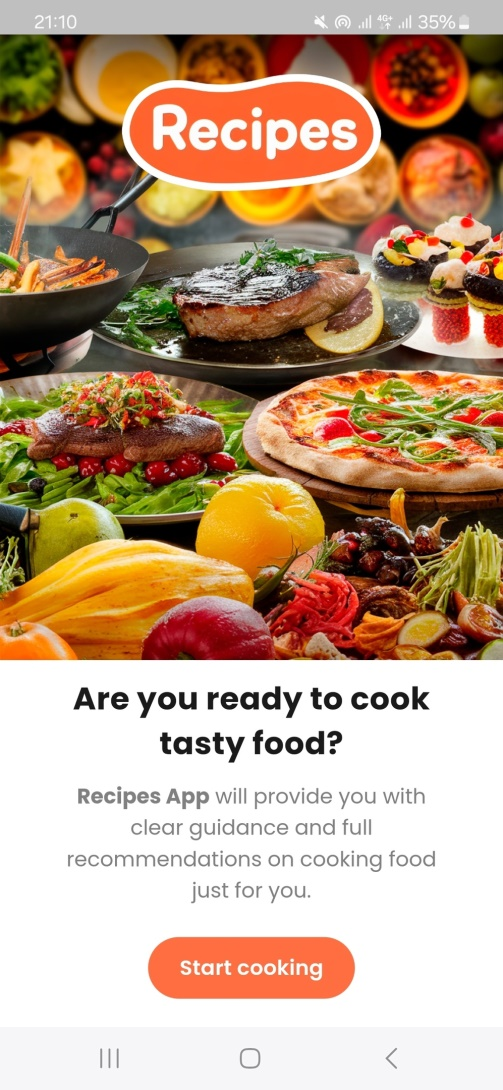 21:10
4G+
35%
Recipes
Are you ready to cook
tasty food?
Recipes App will provide you with
clear guidance and full
recommendations on cooking food
just for you.
Start cooking